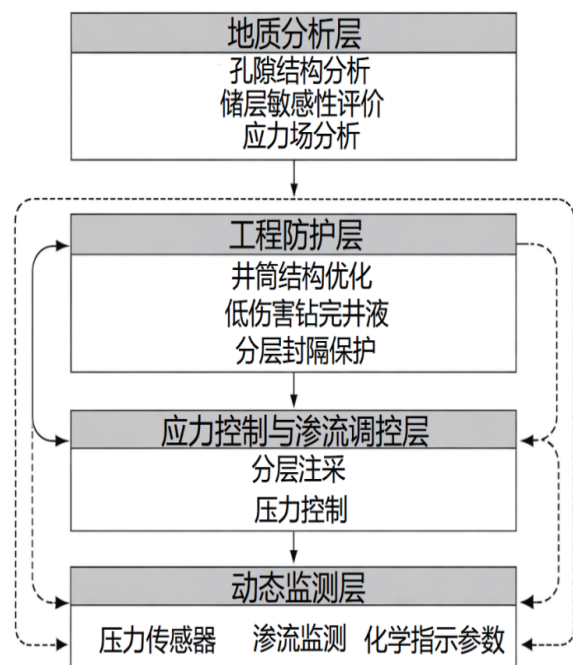 地质分析层
孔隙结构分析
储层敏感性评价
应力场分析
工程防护层
井筒结构优化
低伤害钻完井液
分层封隔保护
应力控制与渗流调控层
分层注采
压力控制
动态监测层
压力传感器 渗流监测 化学指示参数